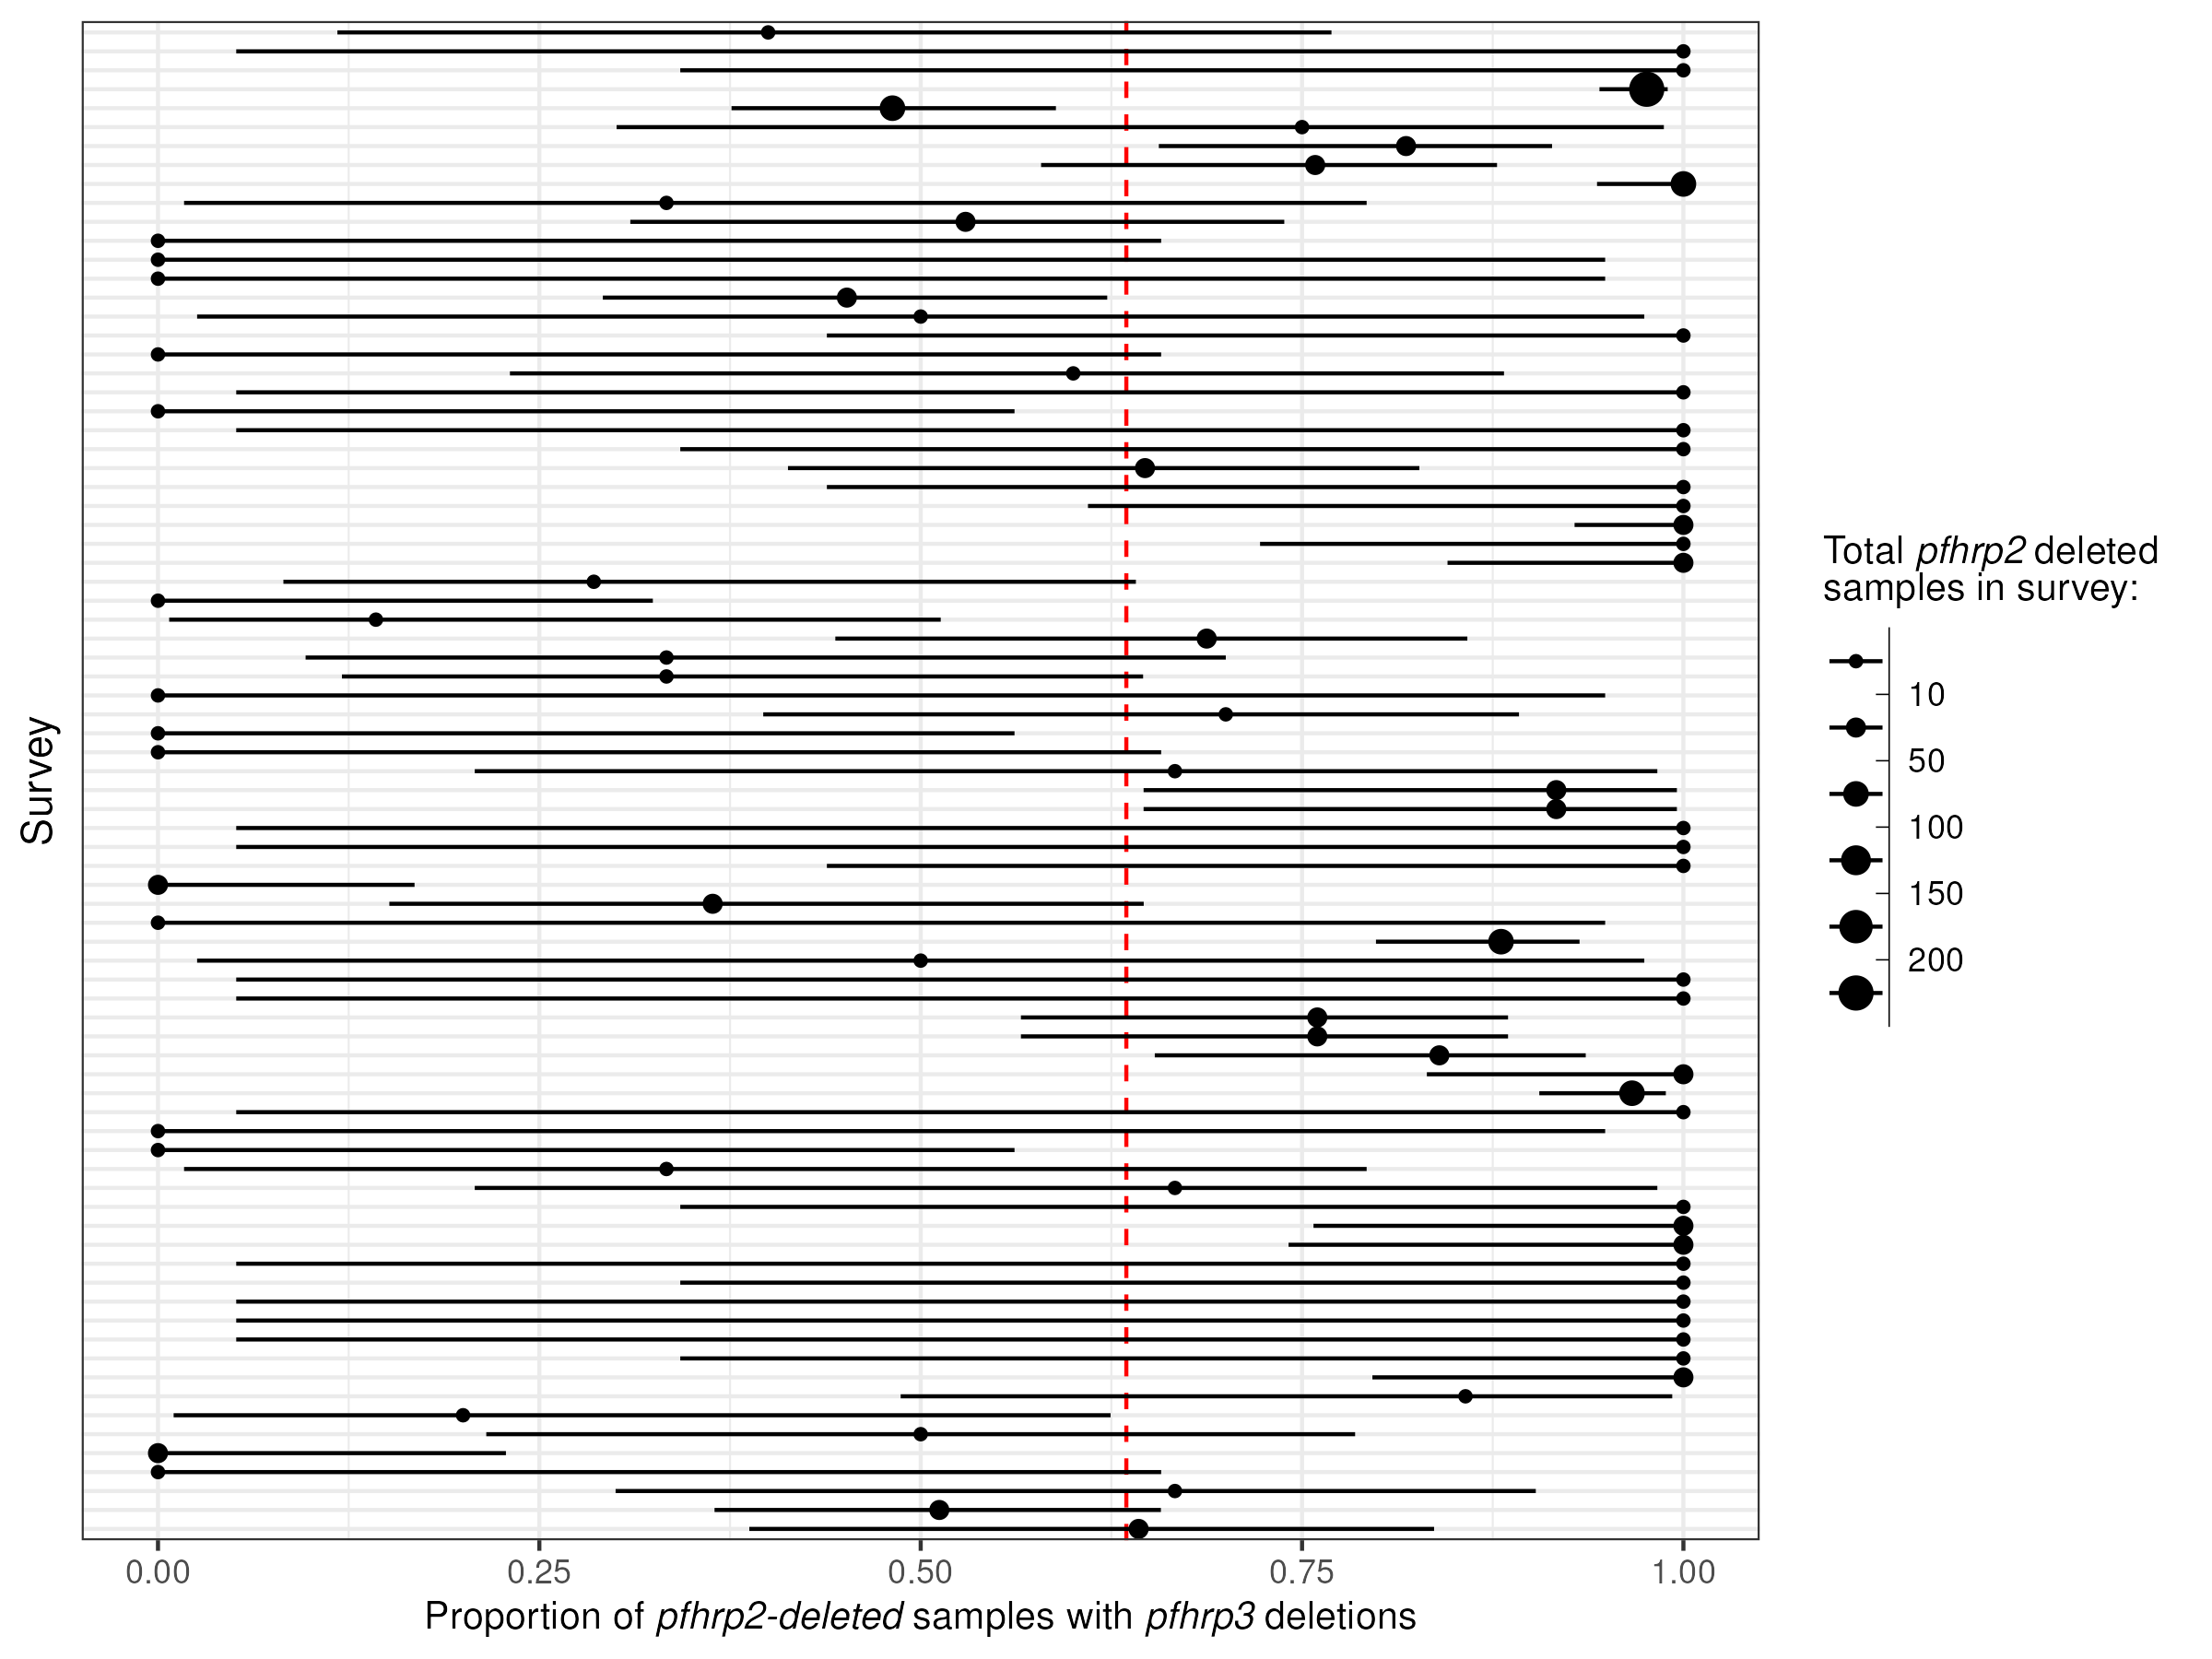 Survey
0.00
0.25
0.50
0.75
1.00
Proportion of pfhrp2-deleted samples with pfhrp3 deletions
Total pfhrp2 deleted
samples in survey:
10
50
100
150
200